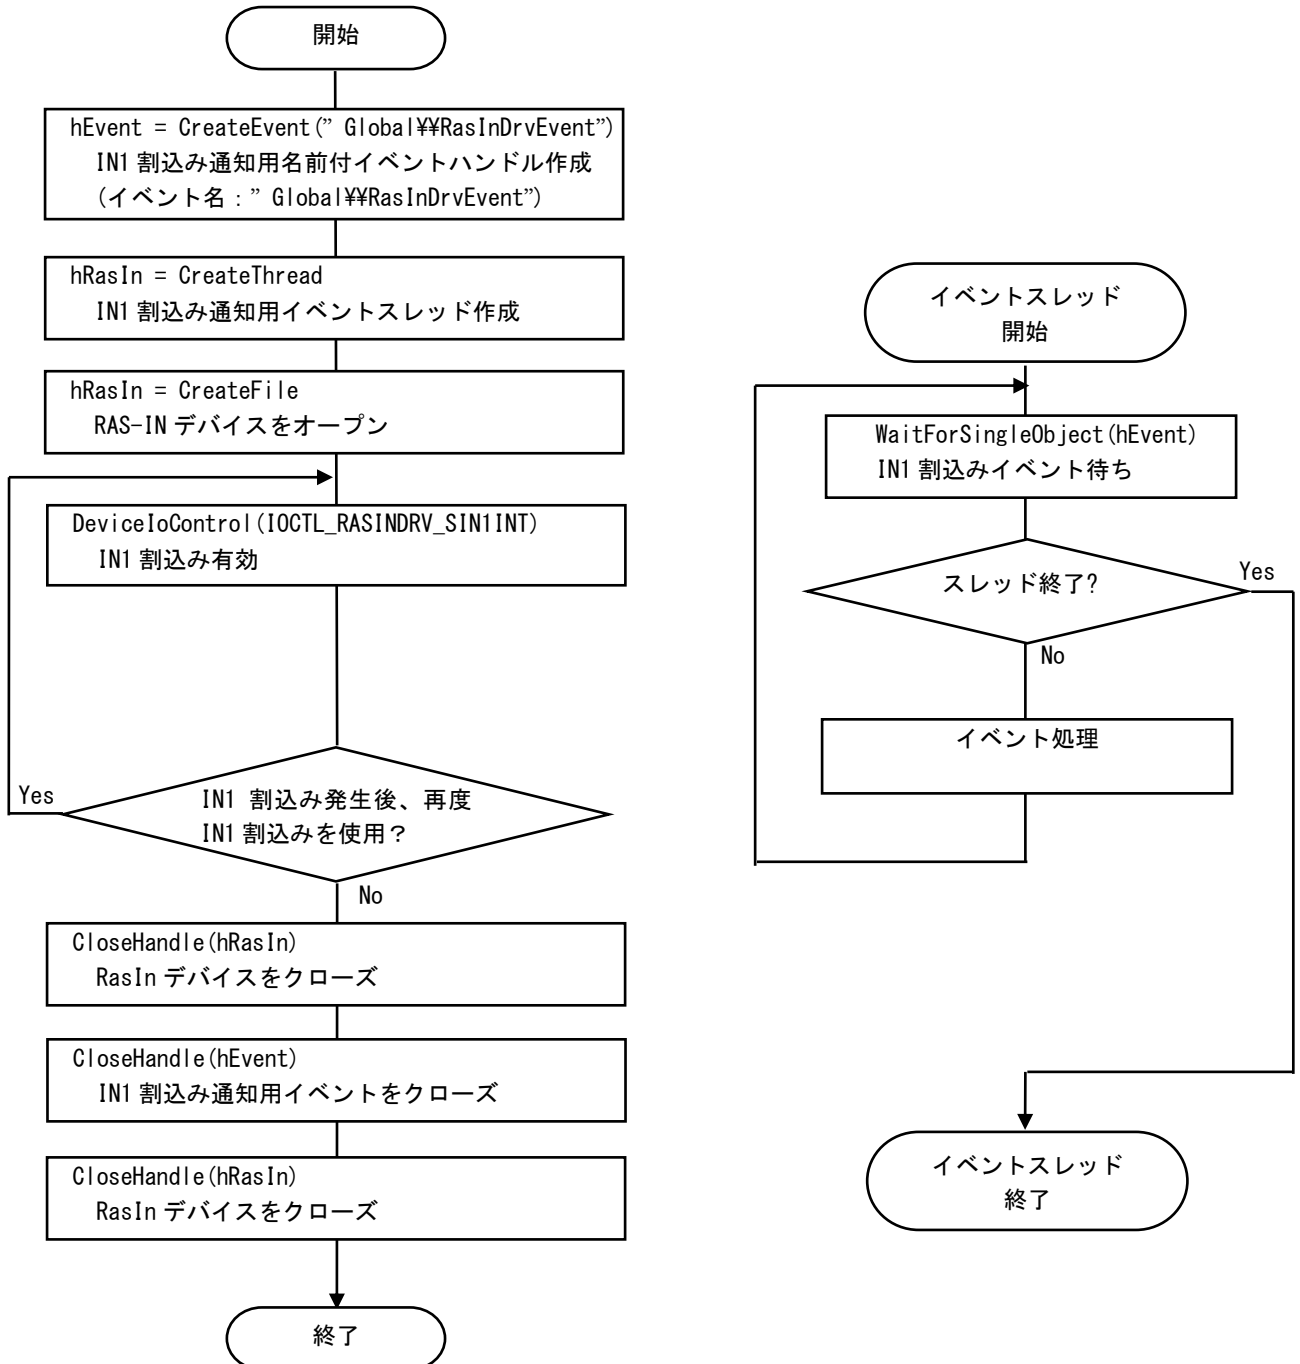 開始
hEvent = CreateEvent(” Global¥¥RasInDrvEvent”)
IN1 割込み通知用名前付イベントハンドル作成
(イベント名：” Global¥¥RasInDrvEvent”)
hRasIn = CreateThread
IN1 割込み通知用イベントスレッド作成
hRasIn = CreateFile
RAS-IN デバイスをオープン
DeviceIoControl(IOCTL_RASINDRV_SIN1INT)
IN1 割込み有効
Yes
IN1 割込み発生後、再度
IN1 割込みを使用？
No
CloseHandle(hRasIn)
RasIn デバイスをクローズ
CloseHandle(hEvent)
IN1 割込み通知用イベントをクローズ
CloseHandle(hRasIn)
RasIn デバイスをクローズ
終了
イベントスレッド
開始
WaitForSingleObject(hEvent)
IN1 割込みイベント待ち
スレッド終了?
Yes
No
イベント処理
イベントスレッド
終了